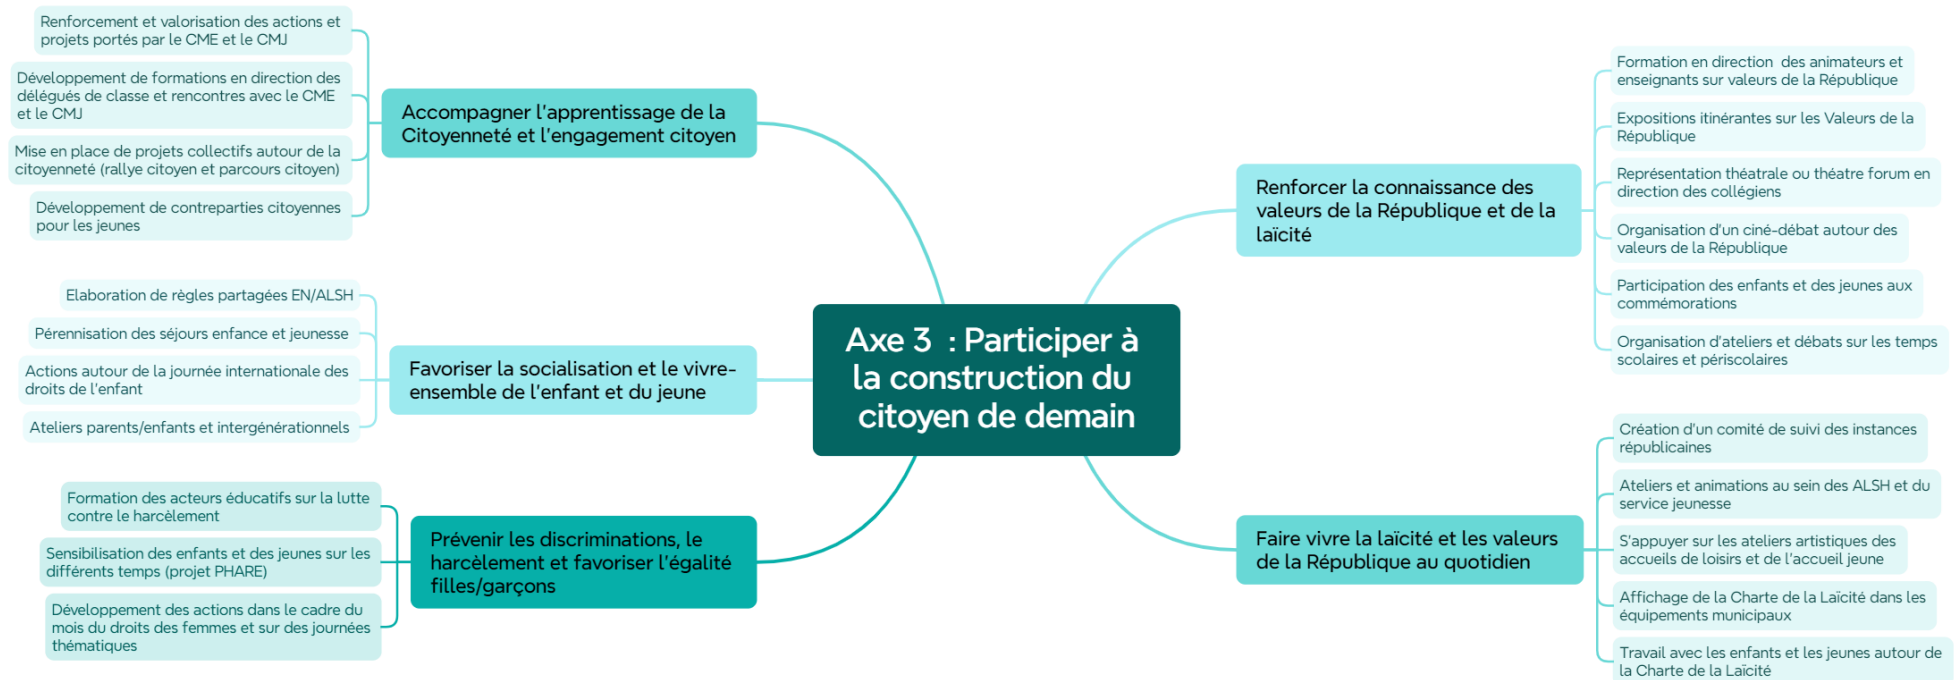 Axe 3 : Participer à
la construction du
citoyen de demain
Accompagner l'apprentissage de la
Citoyenneté et l'engagement citoyen
Renforcement et valorisation des actions et
projets portés par le CME et le CMJ
Développement de formations en direction des
délégués de classe et rencontres avec le CME
et le CMJ
Mise en place de projets collectifs autour de la
citoyenneté (rallye citoyen et parcours citoyen)
Développement de contreparties citoyennes
pour les jeunes
Favoriser la socialisation et le vivre-
ensemble de l'enfant et du jeune
Elaboration de règles partagées EN/ALSH
Pérennisation des séjours enfance et jeunesse
Actions autour de la journée internationale des
droits de l'enfant
Ateliers parents/enfants et intergénérationnels
Prévenir les discriminations, le
harcèlement et favoriser l'égalité
filles/garçons
Formation des acteurs éducatifs sur la lutte
contre le harcèlement
Sensibilisation des enfants et des jeunes sur les
différents temps (projet PHARE)
Développement des actions dans le cadre du
mois du droits des femmes et sur des journées
thématiques
Renforcer la connaissance des
valeurs de la République et de la
laïcité
Formation en direction des animateurs et
enseignants sur valeurs de la République
Expositions itinérantes sur les Valeurs de la
République
Représentation théatrale ou théatre forum en
direction des collégiens
Organisation d'un ciné-débat autour des
valeurs de la République
Participation des enfants et des jeunes aux
commémorations
Organisation d'ateliers et débats sur les temps
scolaires et périscolaires
Faire vivre la laïcité et les valeurs
de la République au quotidien
Création d'un comité de suivi des instances
républicaines
Ateliers et animations au sein des ALSH et du
service jeunesse
S'appuyer sur les ateliers artistiques des
accueils de loisirs et de l'accueil jeune
Affichage de la Charte de la Laïcité dans les
équipements municipaux
Travail avec les enfants et les jeunes autour de
la Charte de la Laïcité